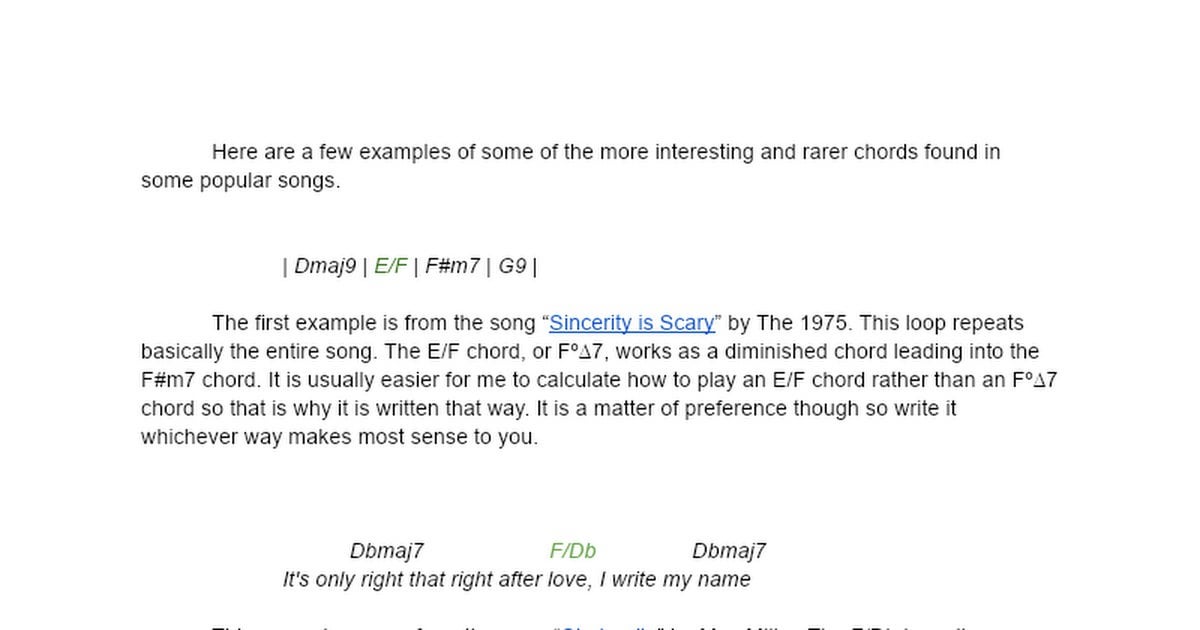 Here are a few examples of some of the more interesting and rarer chords found in
some popular songs.
| Dmaj9 | E/F | F#m7 | G9 |
The first example is from the song “Sincerity is Scary” by The 1975. This loop repeats
basically the entire song. The E/F chord, or FºΔ7, works as a diminished chord leading into the
F#m7 chord. It is usually easier for me to calculate how to play an E/F chord rather than an FºΔ7
chord so that is why it is written that way. It is a matter of preference though so write it
whichever way makes most sense to you.
Dbmaj7 F/Db Dbmaj7
It's only right that right after love, I write my name